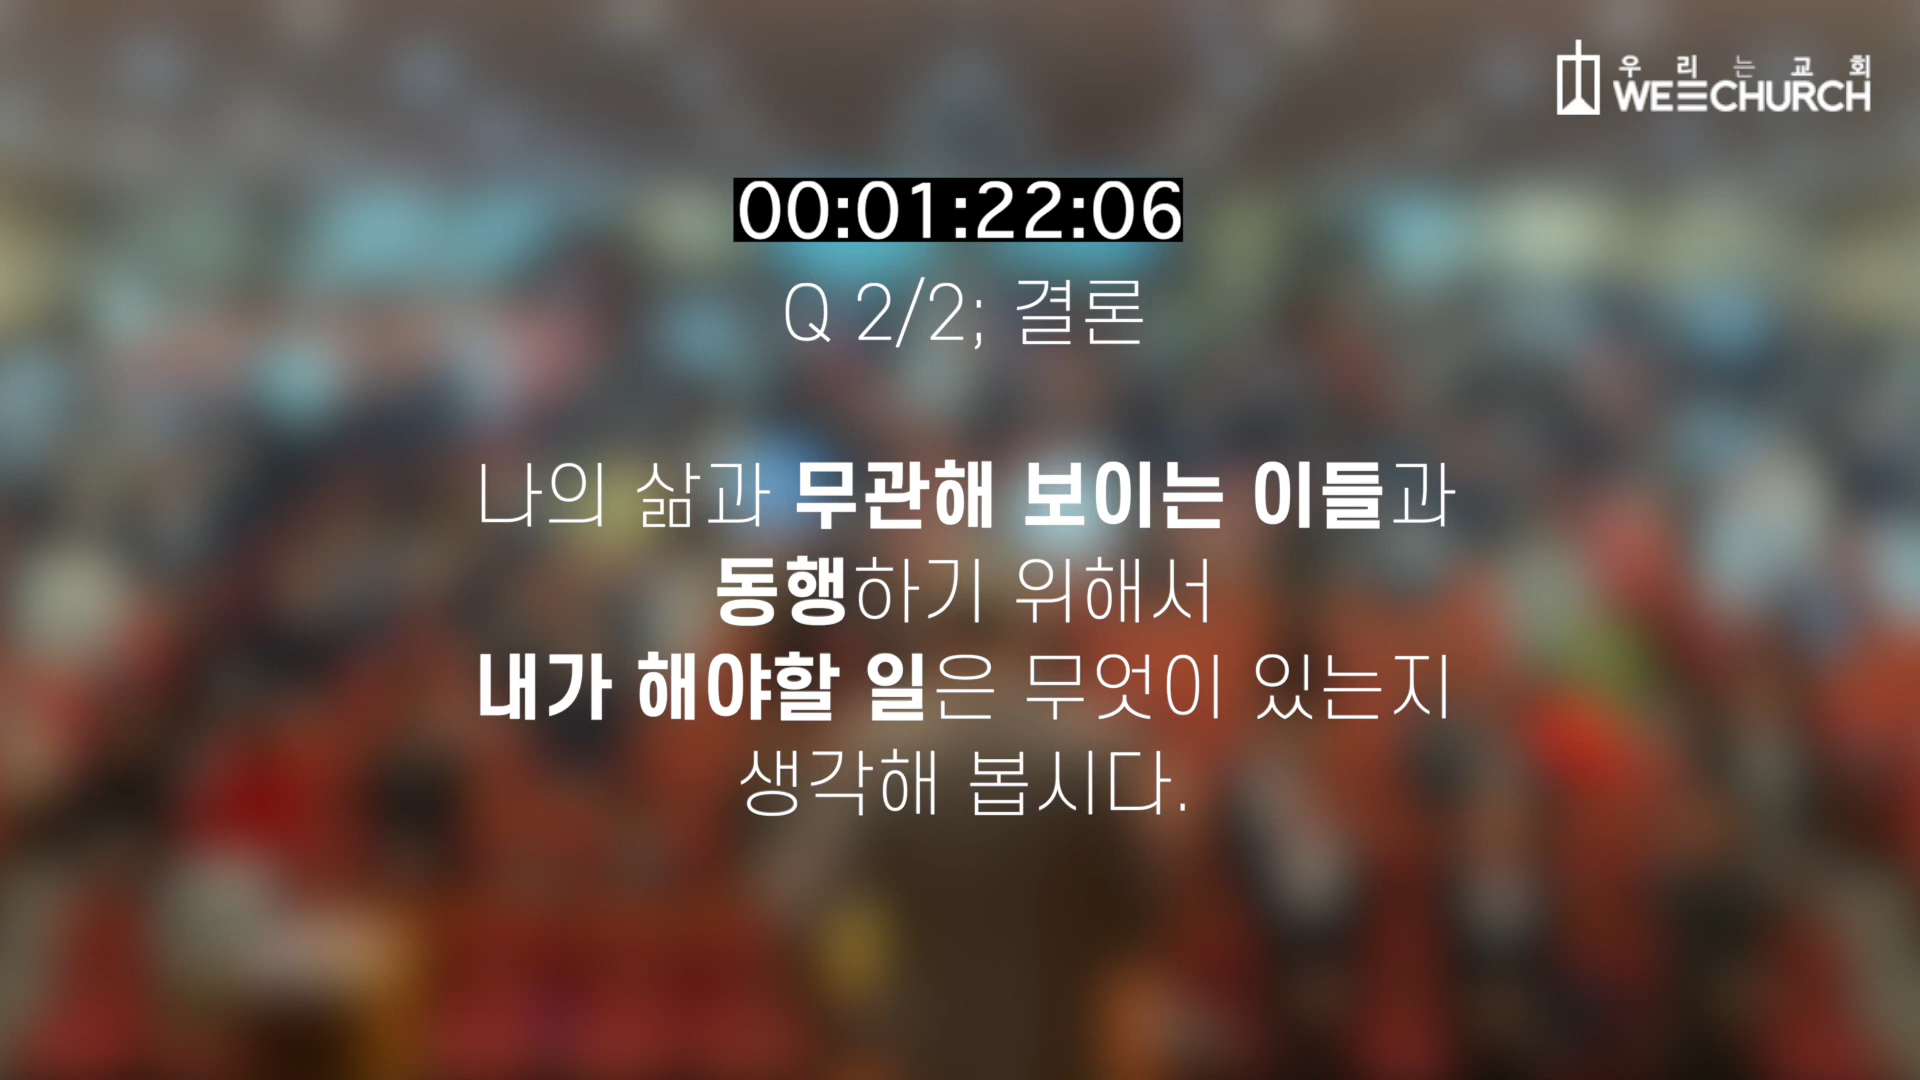 우리는교회
WECHURCH
00:01:22:06
Q 2/2; 결론
나의 삶과 무관해 보이는 이들과
동행하기 위해서
내가 해야할 일은 무엇이 있는지
생각해 봅시다.